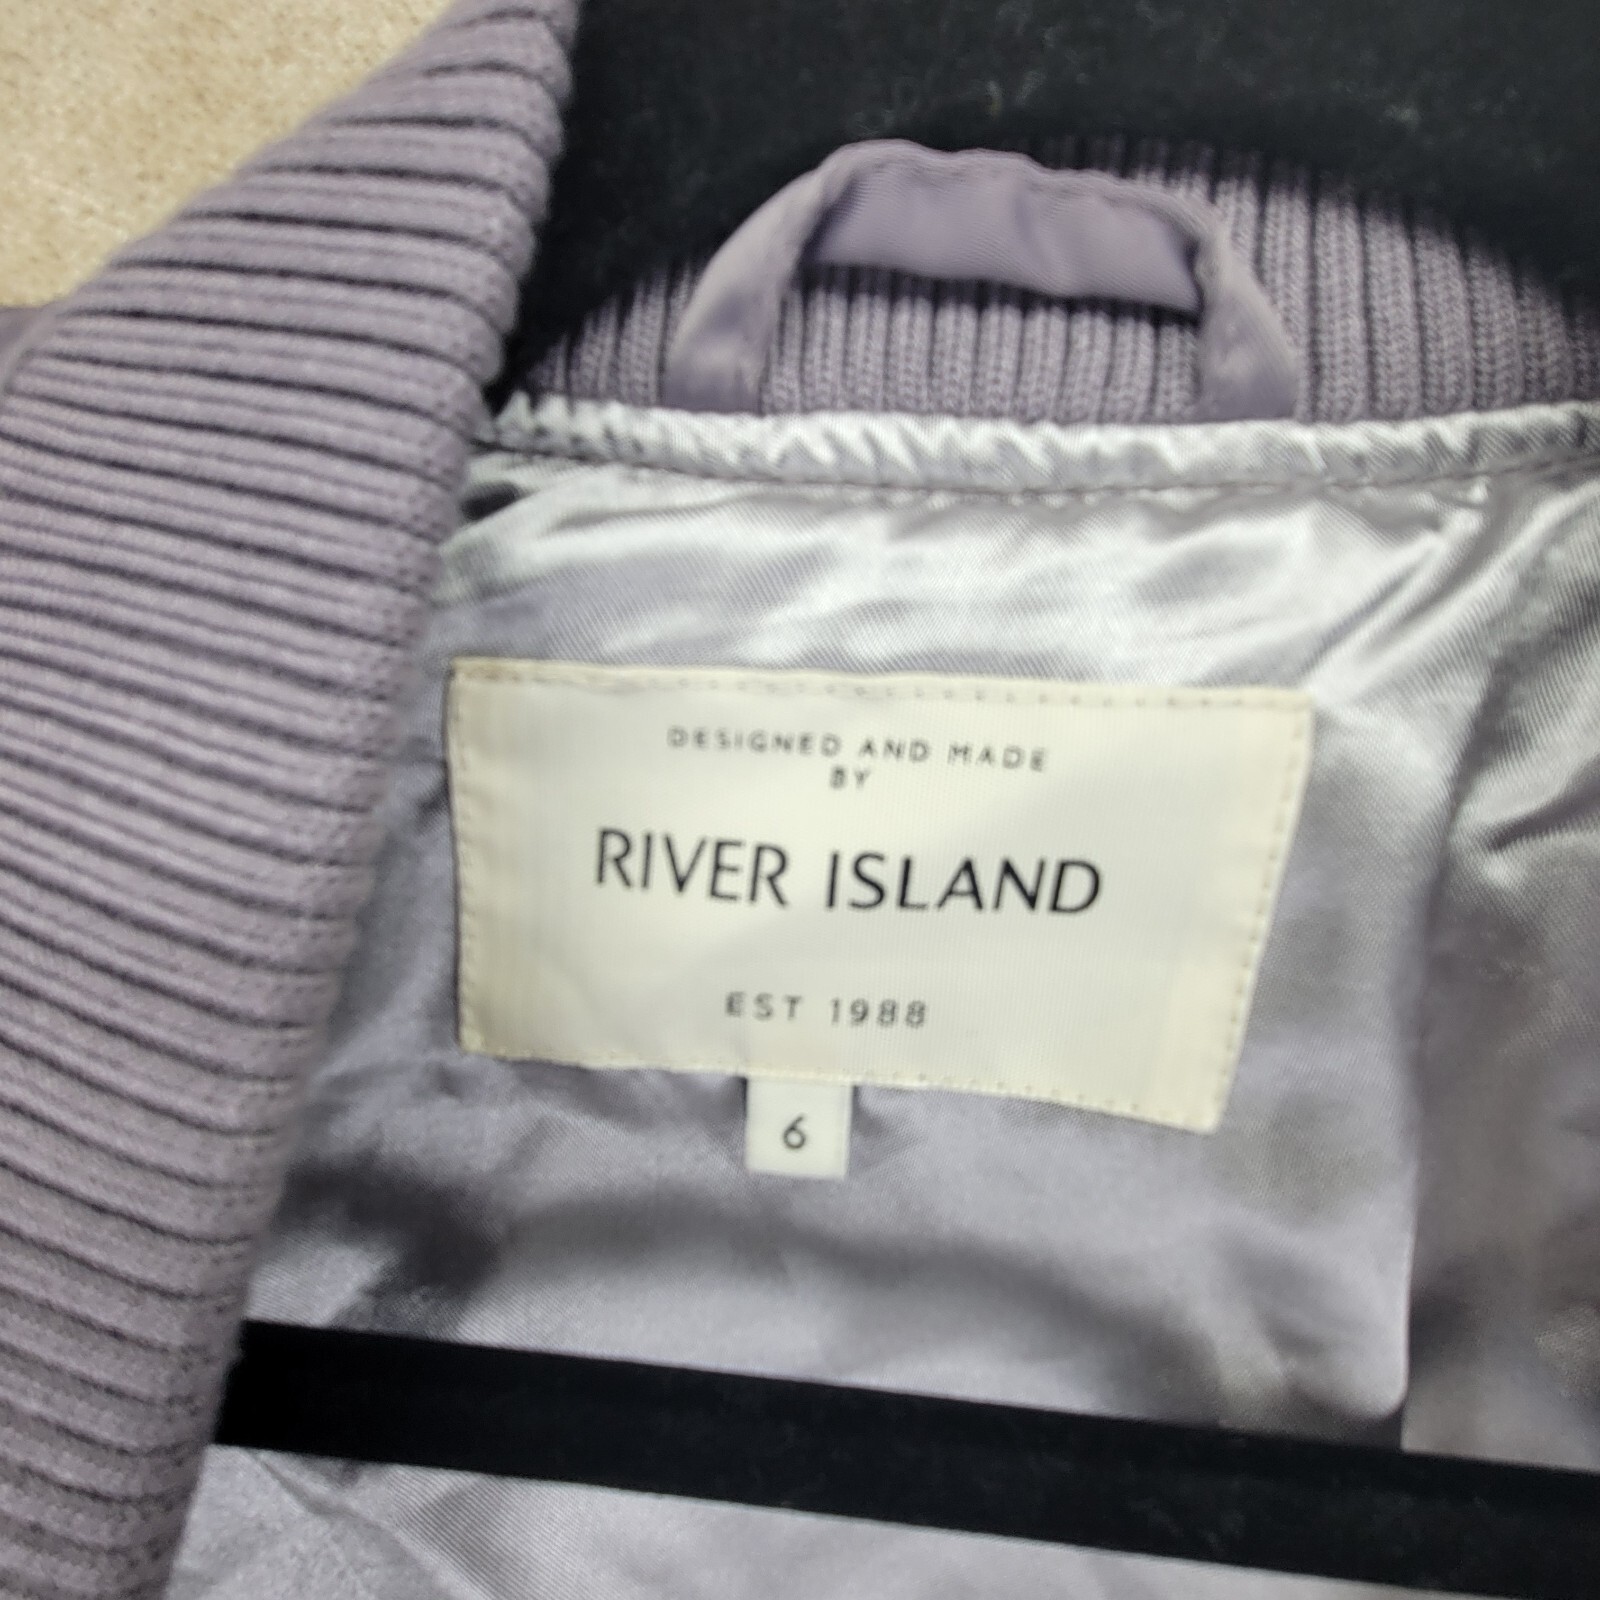 DESIGNED AND MADE
BY
RIVER ISLAND
EST 1988
6